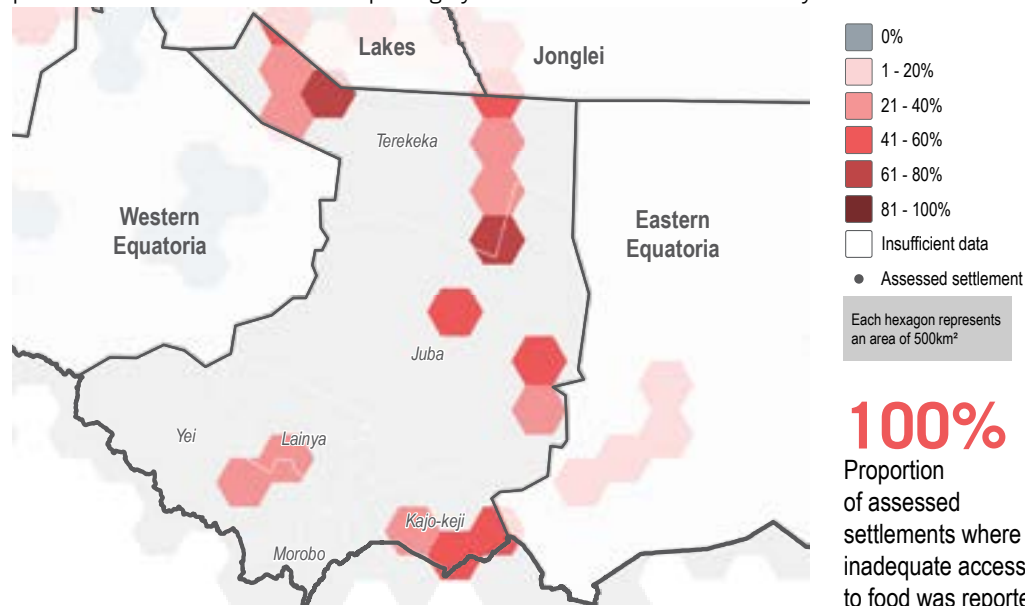 Lakes
Jonglei
Terekeka
Western
Equatoria
Eastern
Equatoria
Juba
Yei
Lainya
Kajo-keji
Morobo
0%
1 - 20%
21 - 40%
41 - 60%
61 - 80%
81 - 100%
Insufficient data
Assessed settlement
Each hexagon represents
an area of 500km²
100%
Proportion
of assessed
settlements where
inadequate access
to food was reporte